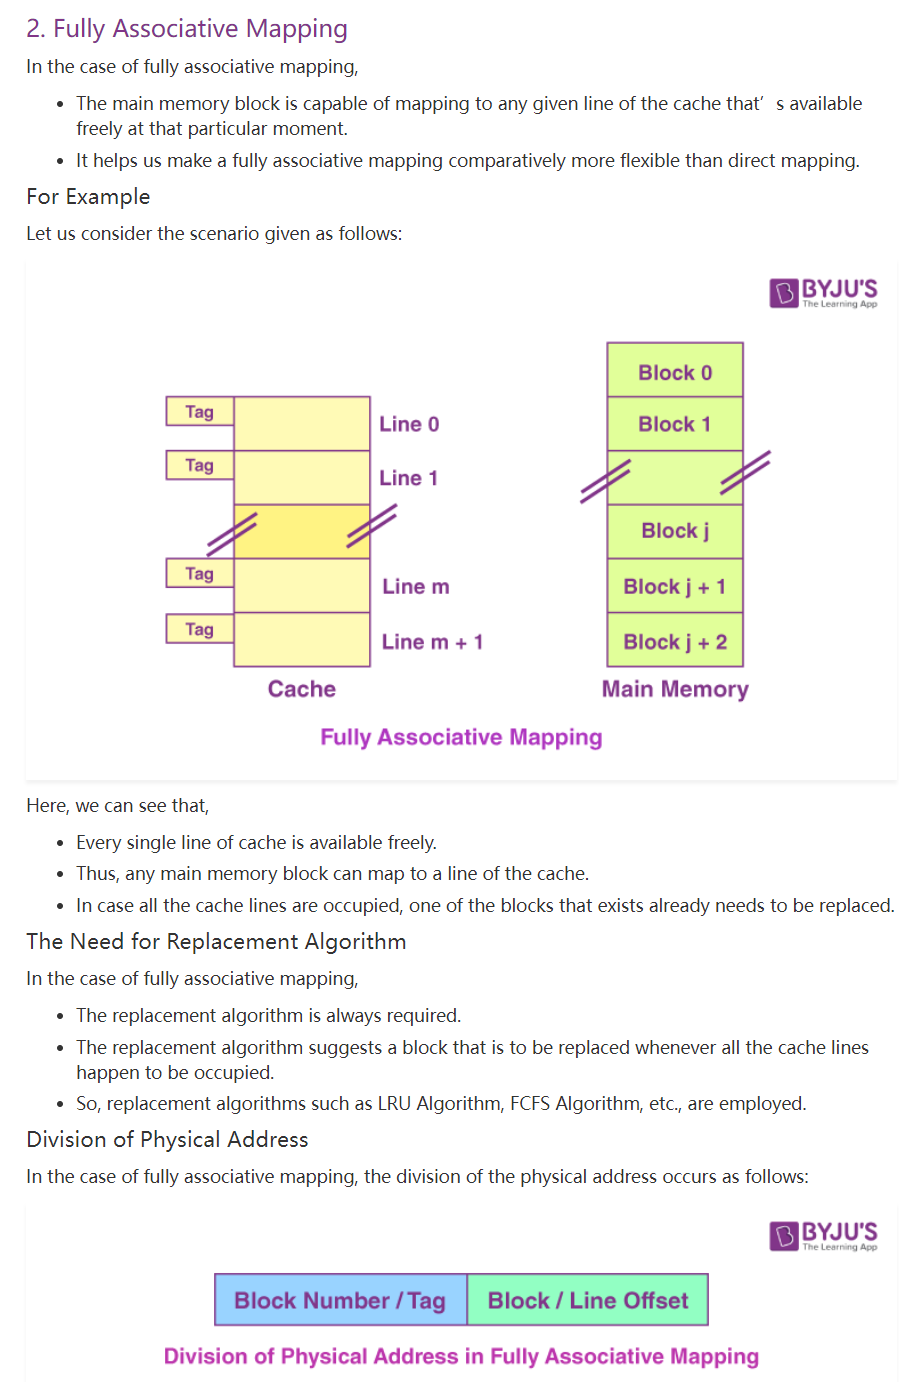 2. Fully Associative Mapping
In the case of fully associative mapping,
• The main memory block is capable of mapping to any given line of the cache that’s available
freely at that particular moment.
• It helps us make a fully associative mapping comparatively more flexible than direct mapping.
For Example
Let us consider the scenario given as follows:
BYJU'S
The Learning App
Block 0
Tag
Line 0
Block 1
Tag
Line 1
Block j
Tag
Line m
Block j + 1
Tag
Line m + 1
Block j + 2
Cache
Main Memory
Fully Associative Mapping
Here, we can see that,
• Every single line of cache is available freely.
• Thus, any main memory block can map to a line of the cache.
• In case all the cache lines are occupied, one of the blocks that exists already needs to be replaced.
The Need for Replacement Algorithm
In the case of fully associative mapping,
• The replacement algorithm is always required.
• The replacement algorithm suggests a block that is to be replaced whenever all the cache lines
happen to be occupied.
• So, replacement algorithms such as LRU Algorithm, FCFS Algorithm, etc., are employed.
Division of Physical Address
In the case of fully associative mapping, the division of the physical address occurs as follows:
BYJU'S
The Learning App
Block Number / Tag
Block / Line Offset
Division of Physical Address in Fully Associative Mapping